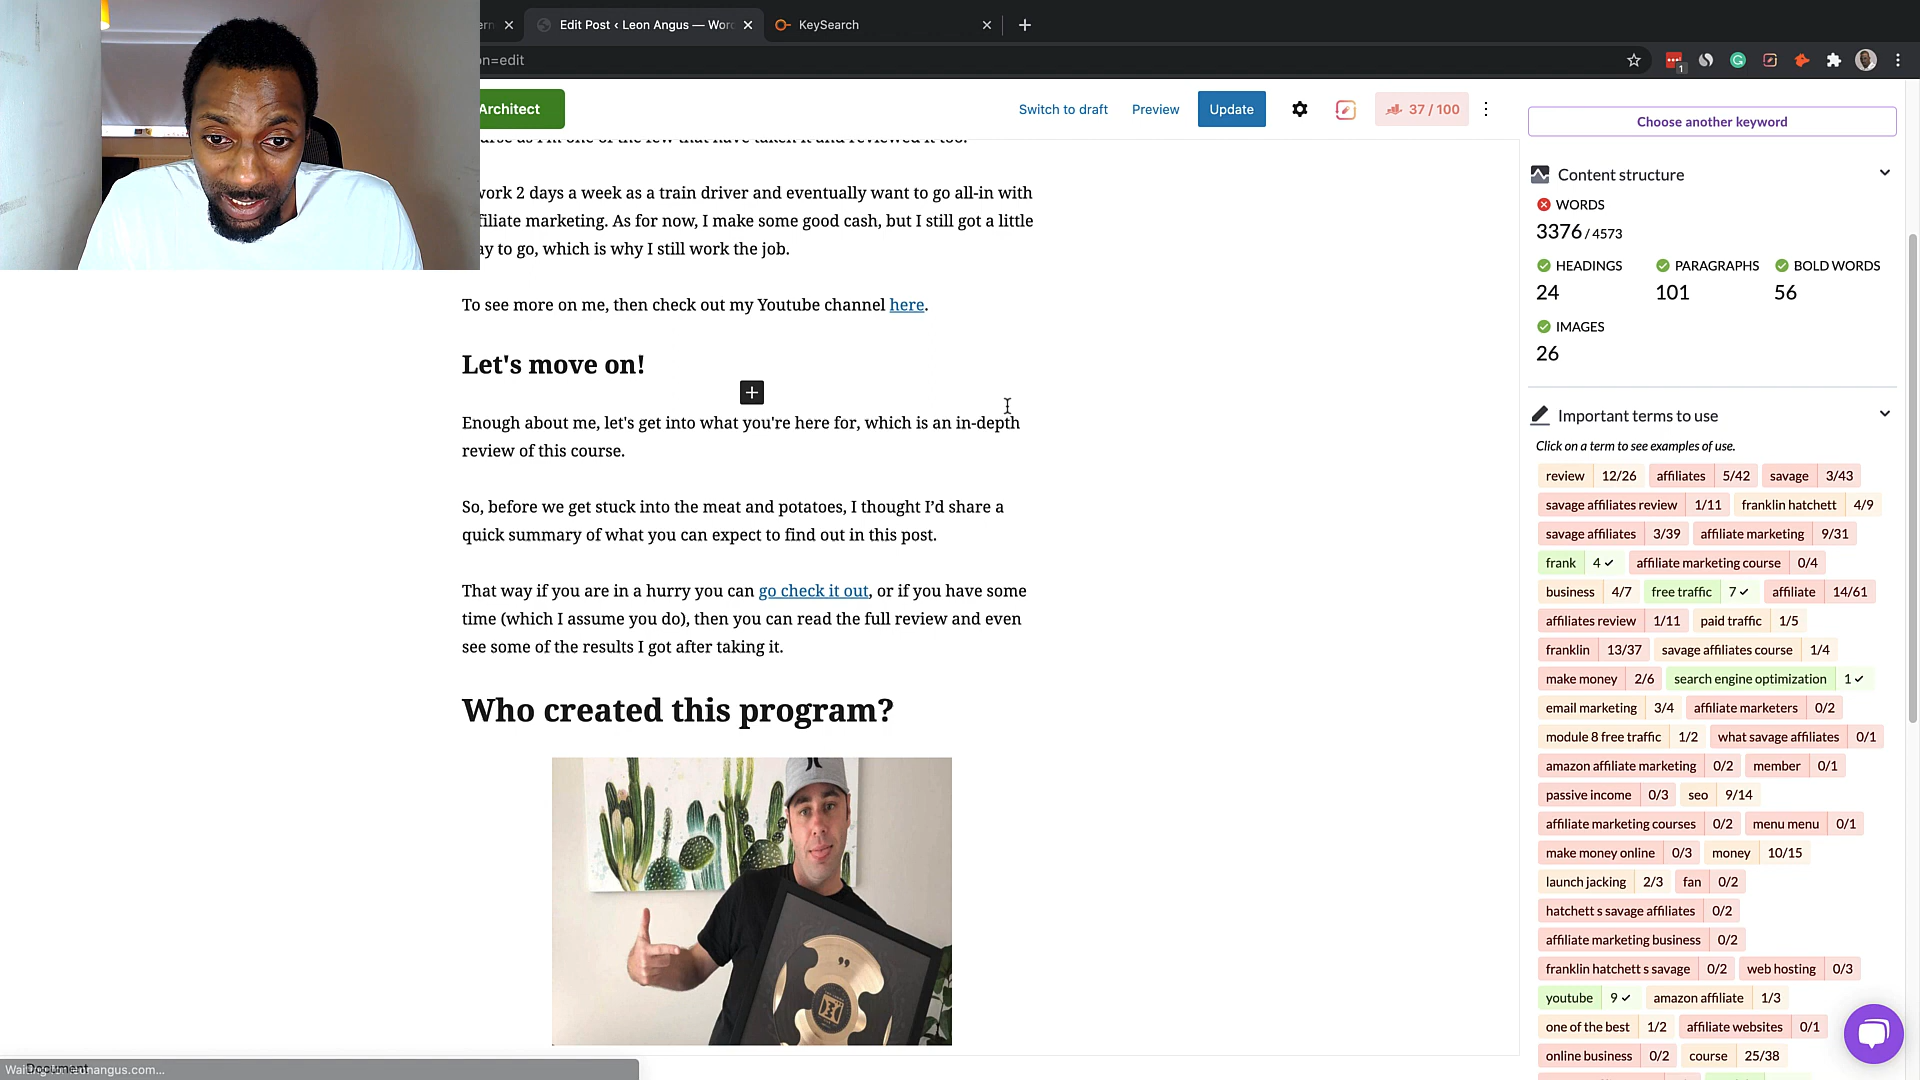 Edit Post ‹ Leon Angus — Wor
KeySearch
on=edit
1
Architect
Switch to draft
Preview
Update
37 / 100
Choose another keyword
work 2 days a week as a train driver and eventually want to go all-in with
filiate marketing. As for now, I make some good cash, but I still got a little
ay to go, which is why I still work the job.
To see more on me, then check out my Youtube channel here.
Let's move on!
Enough about me, let's get into what you're here for, which is an in-depth
review of this course.
So, before we get stuck into the meat and potatoes, I thought I’d share a
quick summary of what you can expect to find out in this post.
That way if you are in a hurry you can go check it out, or if you have some
time (which I assume you do), then you can read the full review and even
see some of the results I got after taking it.
Who created this program?
Content structure
WORDS
3376 / 4573
HEADINGS PARAGRAPHS BOLD WORDS
24 101 56
IMAGES
26
Important terms to use
Click on a term to see examples of use.
review 12/26 affiliates 5/42 savage 3/43
savage affiliates review 1/11 franklin hatchett 4/9
savage affiliates 3/39 affiliate marketing 9/31
frank 4 affiliate marketing course 0/4
business 4/7 free traffic 7 affiliate 14/61
affiliates review 1/11 paid traffic 1/5
franklin 13/37 savage affiliates course 1/4
make money 2/6 search engine optimization 1
email marketing 3/4 affiliate marketers 0/2
module 8 free traffic 1/2 what savage affiliates 0/1
amazon affiliate marketing 0/2 member 0/1
passive income 0/3 seo 9/14
affiliate marketing courses 0/2 menu menu 0/1
make money online 0/3 money 10/15
launch jacking 2/3 fan 0/2
hatchett s savage affiliates 0/2
affiliate marketing business 0/2
franklin hatchett s savage 0/2 web hosting 0/3
youtube 9 amazon affiliate 1/3
one of the best 1/2 affiliate websites 0/1
online business 0/2 course 25/38
Document